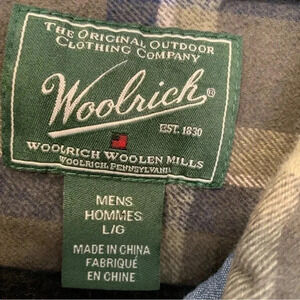 THE ORIGINAL OUTDOOR
CLOTHING COMPANY
Woolrich®
EST. 1830
WOOLRICH WOOLEN MILLS
WOOLRICH, PENNSYLVANIA
MENS
HOMMES
L/G
MADE IN CHINA
FABRIQUÉ
EN CHINE